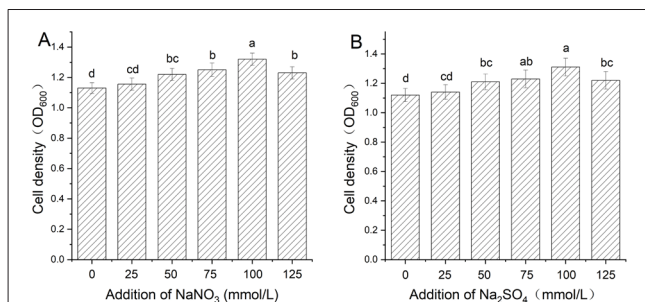 A
Cell density（OD600）
1.4
1.2
1.0
0.8
0.6
0.4
0.2
0.0
d
cd
bc
b
a
b
0 25 50 75 100 125
Addition of NaNO3 (mmol/L)
B
Cell density（OD600）
1.4
1.2
1.0
0.8
0.6
0.4
0.2
0.0
d
cd
bc
ab
a
bc
0 25 50 75 100 125
Addition of Na2SO4（mmol/L）